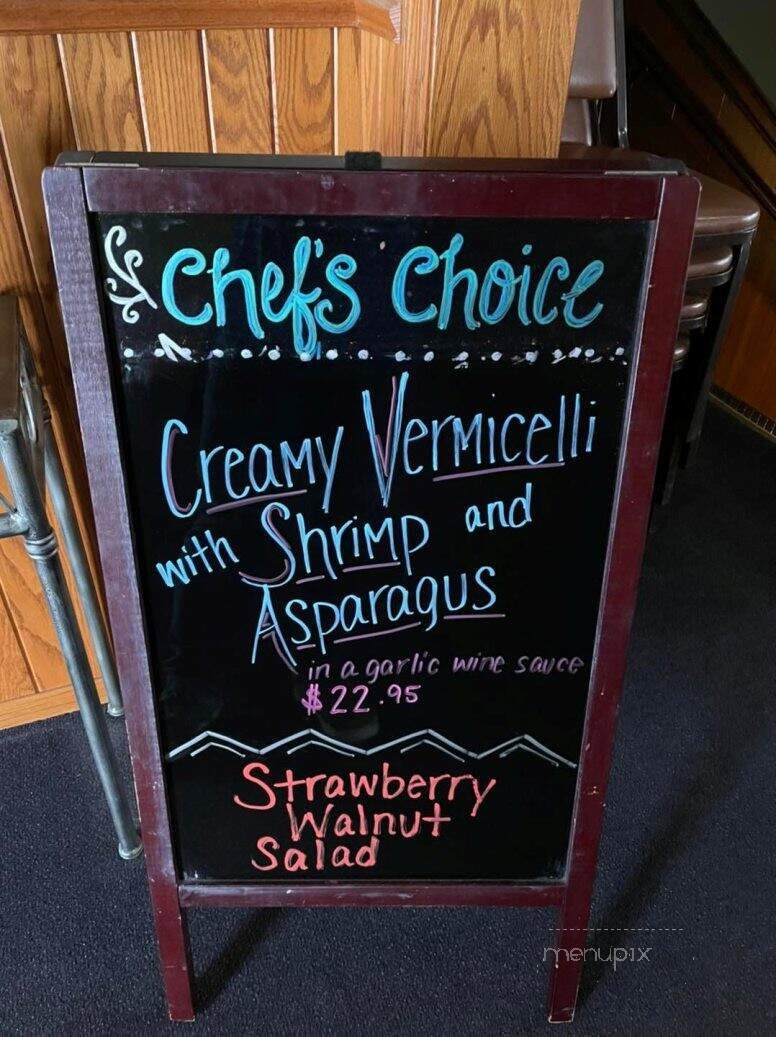 Chef's Choice
Creamy Vermicelli
with Shrimp and
Asparagus
in a garlic wine sauce
$22.95
Strawberry
Walnut
Salad
menupix